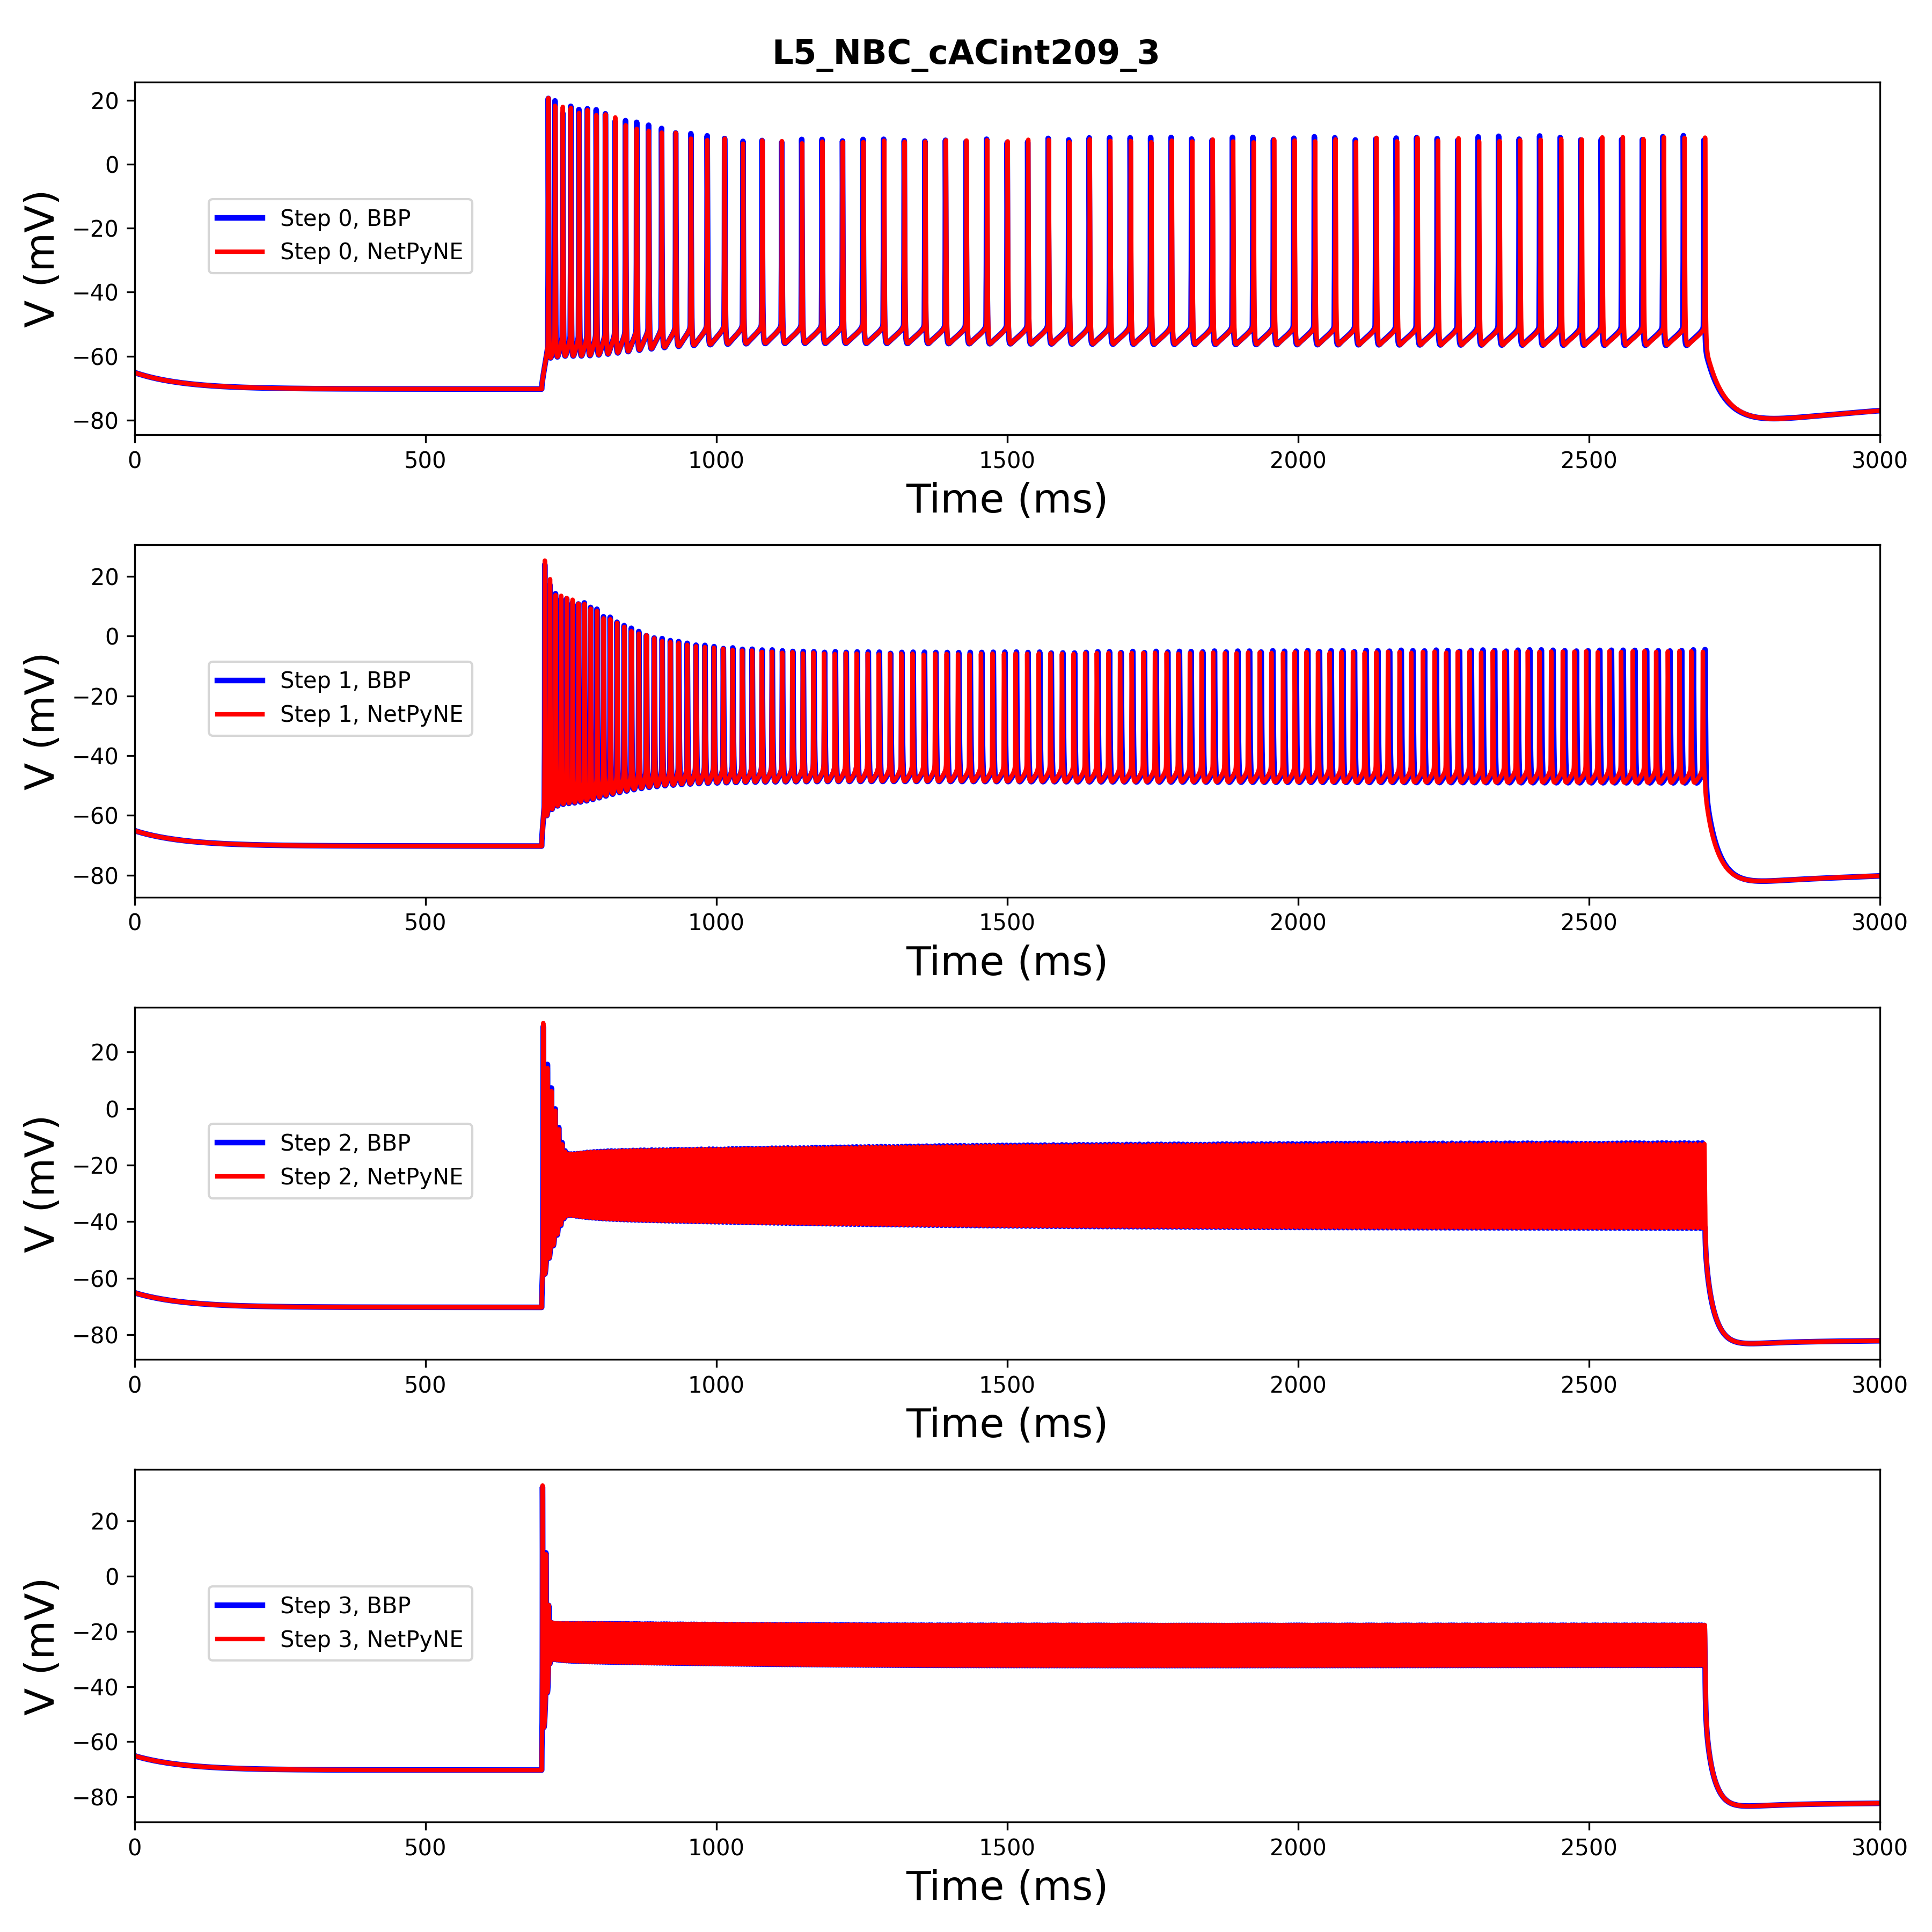 L5_NBC_cACint209_3
20
0
−20
−40
−60
−80
V (mV)
Step 0, BBP
Step 0, NetPyNE
0 500 1000 1500 2000 2500 3000
Time (ms)
20
0
−20
−40
−60
−80
V (mV)
Step 1, BBP
Step 1, NetPyNE
0 500 1000 1500 2000 2500 3000
Time (ms)
20
0
−20
−40
−60
−80
V (mV)
Step 2, BBP
Step 2, NetPyNE
0 500 1000 1500 2000 2500 3000
Time (ms)
20
0
−20
−40
−60
−80
V (mV)
Step 3, BBP
Step 3, NetPyNE
0 500 1000 1500 2000 2500 3000
Time (ms)